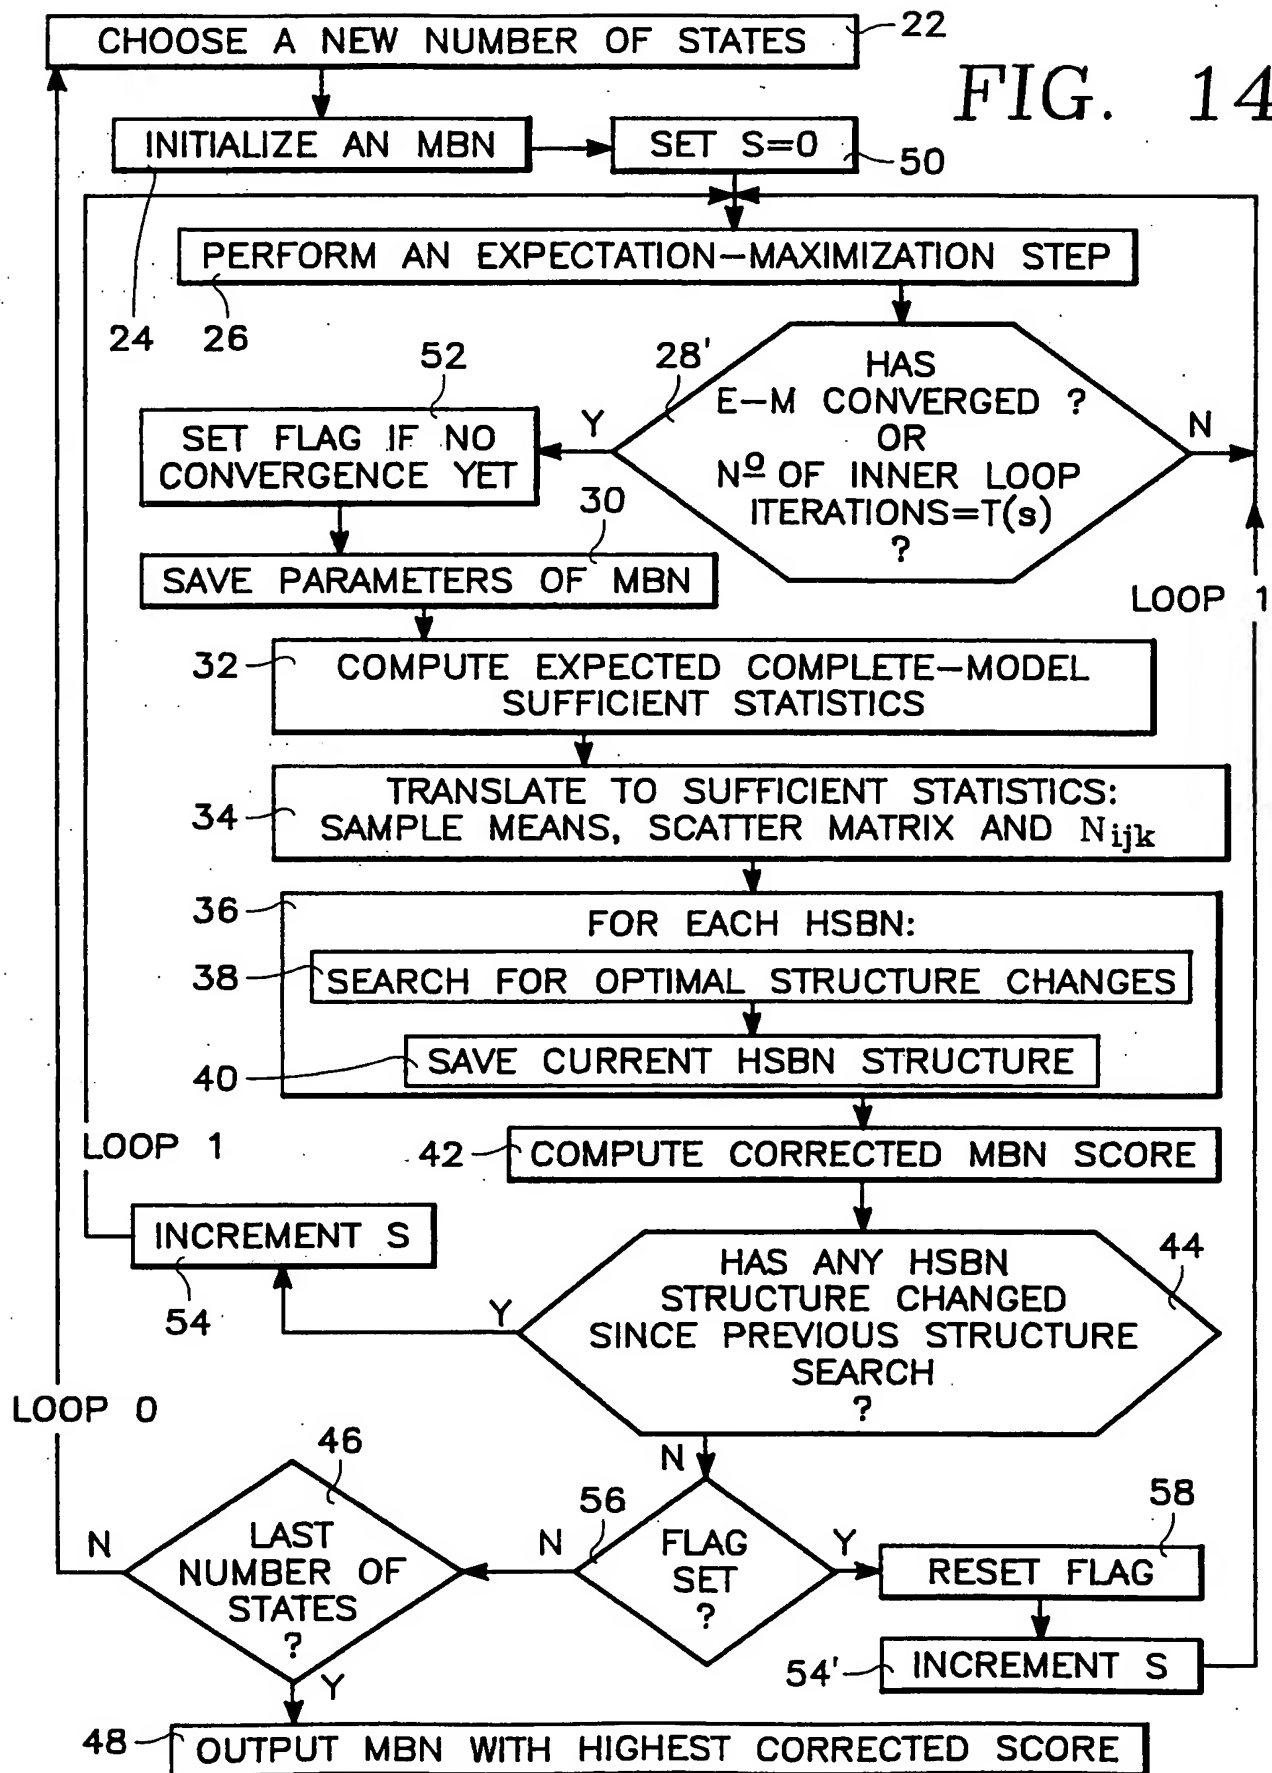 CHOOSE A NEW NUMBER OF STATES
22
FIG. 14
INITIALIZE AN MBN
SET S=0
50
PERFORM AN EXPECTATION-MAXIMIZATION STEP
24
26
52
28'
HAS
E-M CONVERGED ?
OR
Nº OF INNER LOOP
ITERATIONS=T(s)
?
Y
N
SET FLAG IF NO
CONVERGENCE YET
30
SAVE PARAMETERS OF MBN
LOOP 1
32
COMPUTE EXPECTED COMPLETE-MODEL
SUFFICIENT STATISTICS
34
TRANSLATE TO SUFFICIENT STATISTICS:
SAMPLE MEANS, SCATTER MATRIX AND Nijk
36
FOR EACH HSBN:
38
SEARCH FOR OPTIMAL STRUCTURE CHANGES
40
SAVE CURRENT HSBN STRUCTURE
LOOP 1
42
COMPUTE CORRECTED MBN SCORE
INCREMENT S
54
44
HAS ANY HSBN
STRUCTURE CHANGED
SINCE PREVIOUS STRUCTURE
SEARCH
?
Y
N
LOOP 0
46
LAST
NUMBER OF
STATES
?
N
Y
56
FLAG
SET
?
N
Y
58
RESET FLAG
54'
INCREMENT S
48
OUTPUT MBN WITH HIGHEST CORRECTED SCORE